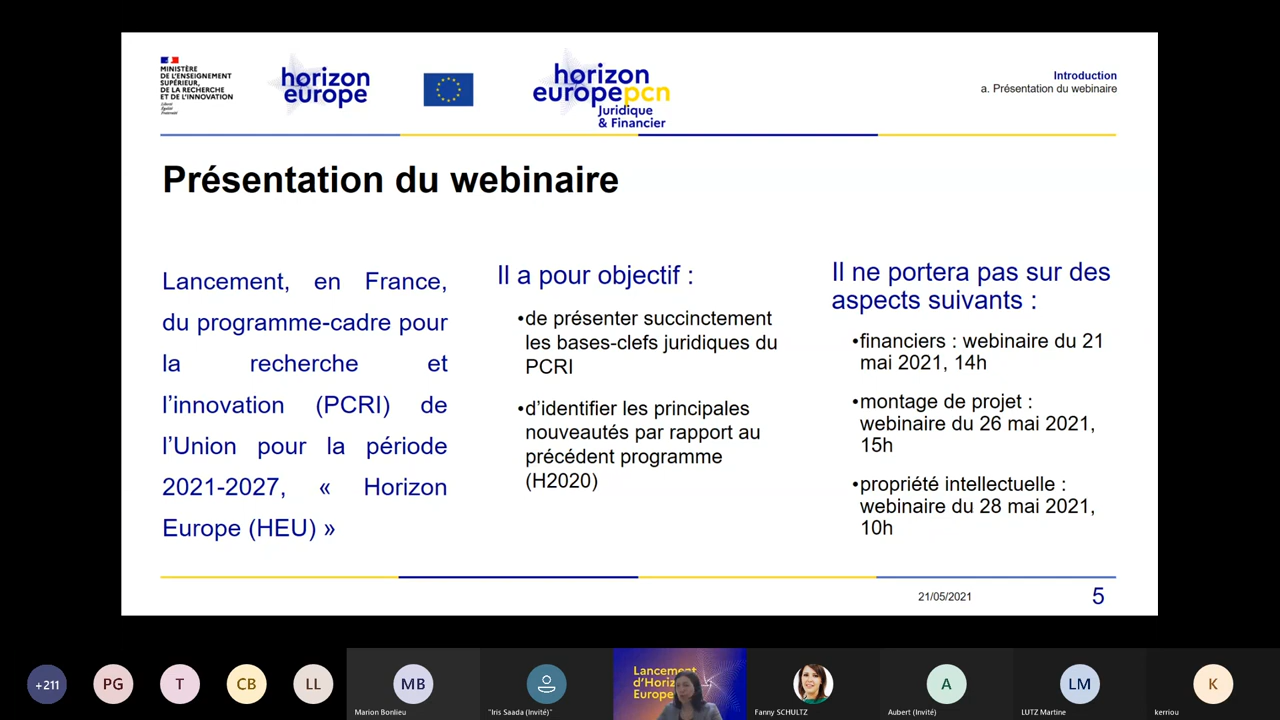 MINISTÈRE
DE L'ENSEIGNEMENT
SUPÉRIEUR,
DE LA RECHERCHE
ET DE L'INNOVATION
Liberté
Égalité
Fraternité
horizon
europe
horizon
europepcn
Juridique
& Financier
Introduction
a. Présentation du webinaire
Présentation du webinaire
Lancement, en France,
du programme-cadre pour
la recherche et
l'innovation (PCRI) de
l'Union pour la période
2021-2027, « Horizon
Europe (HEU) »
Il a pour objectif :
•de présenter succinctement
les bases-clefs juridiques du
PCRI
•d'identifier les principales
nouveautés par rapport au
précédent programme
(H2020)
Il ne portera pas sur des
aspects suivants :
•financiers : webinaire du 21
mai 2021, 14h
•montage de projet :
webinaire du 26 mai 2021,
15h
•propriété intellectuelle :
webinaire du 28 mai 2021,
10h
21/05/2021
5
+211
PG
T
CB
LL
MB
Marion Bonlieu
"Iris Saada (Invité)"
Lancement
d'Horizon
Europe
Fanny SCHULTZ
A
Aubert (Invité)
LM
LUTZ Martine
K
kerriou